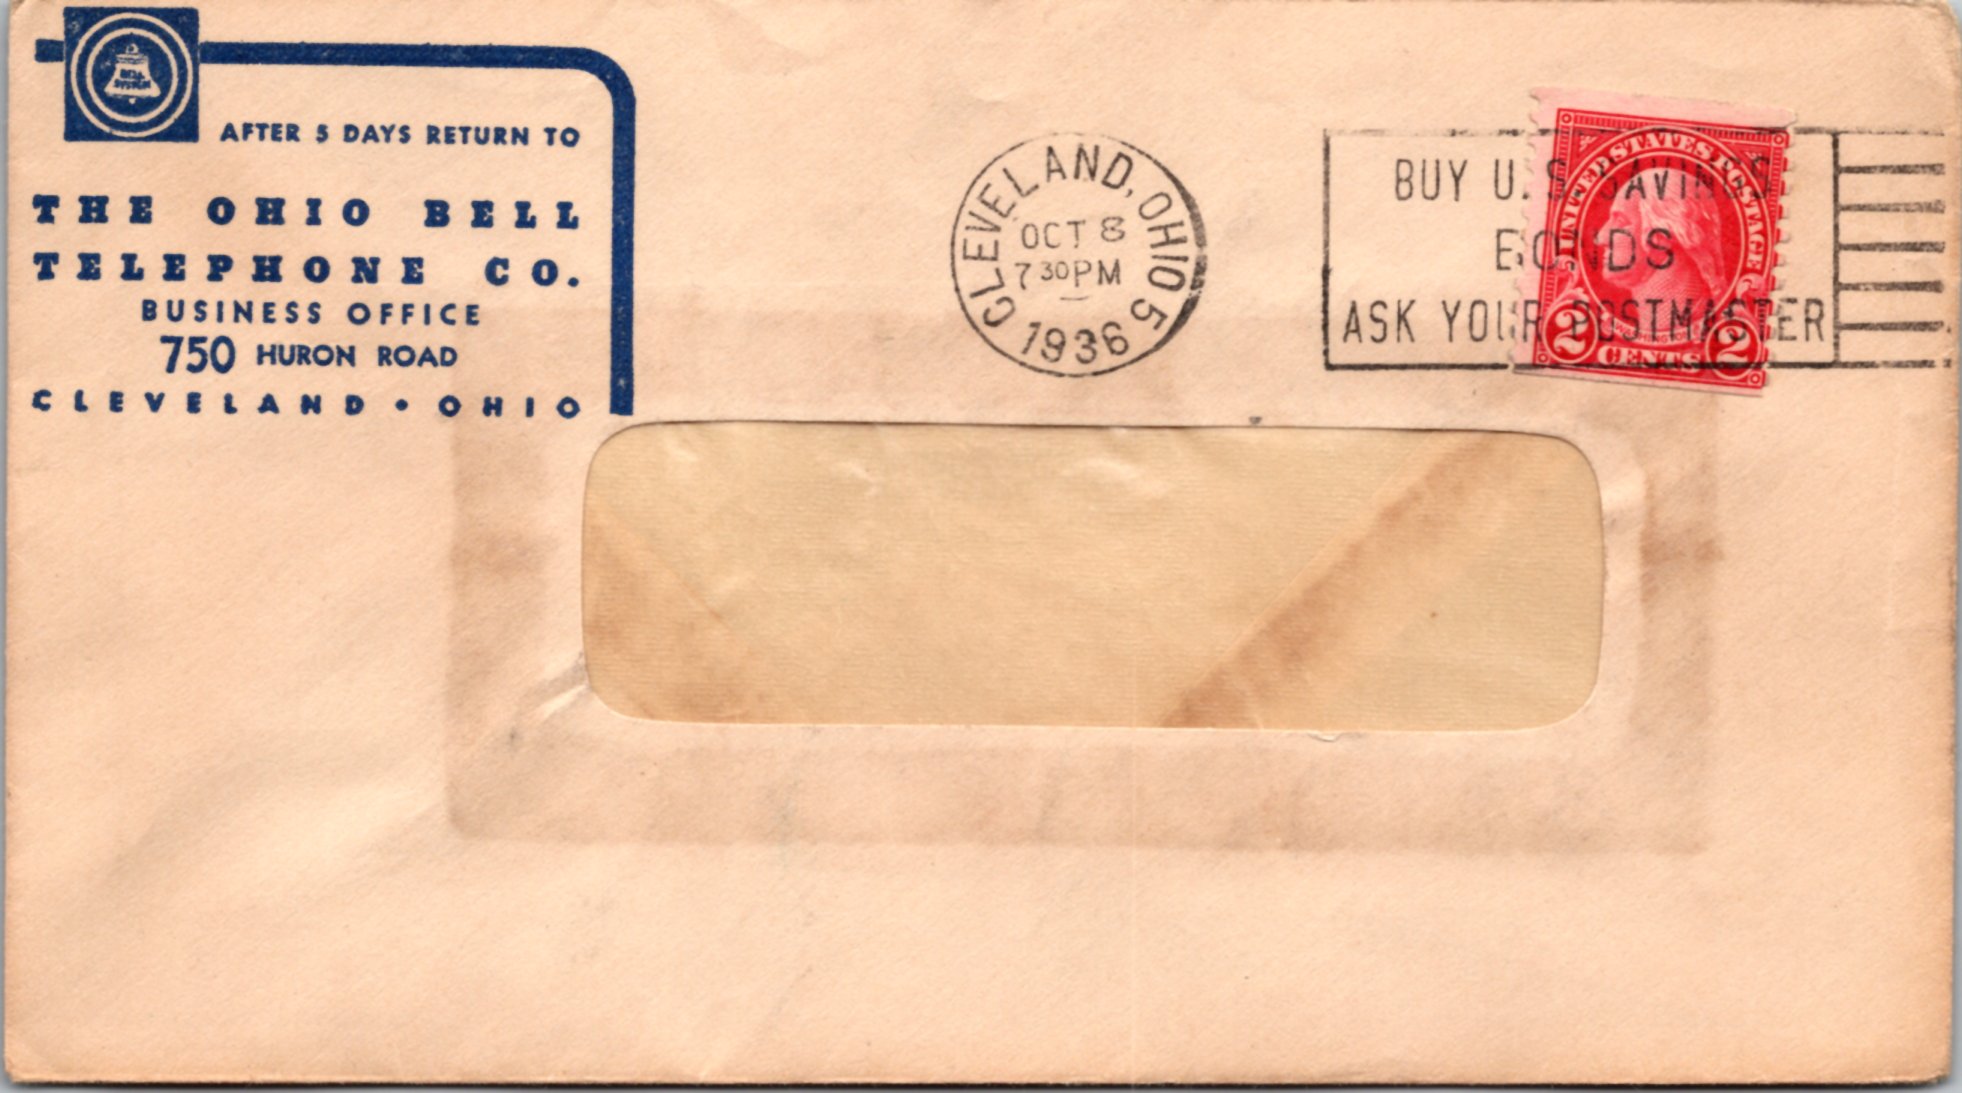 BELL
SYSTEM
AFTER 5 DAYS RETURN TO
THE OHIO BELL
TELEPHONE CO.
BUSINESS OFFICE
750 HURON ROAD
CLEVELAND • OHIO
CLEVELAND, OHIO 5
OCT 8
7 30 PM
1936
BUY U.S. SAVINGS
BONDS
ASK YOUR POSTMASTER
UNITED STATES POSTAGE
WASHINGTON
2 CENTS 2